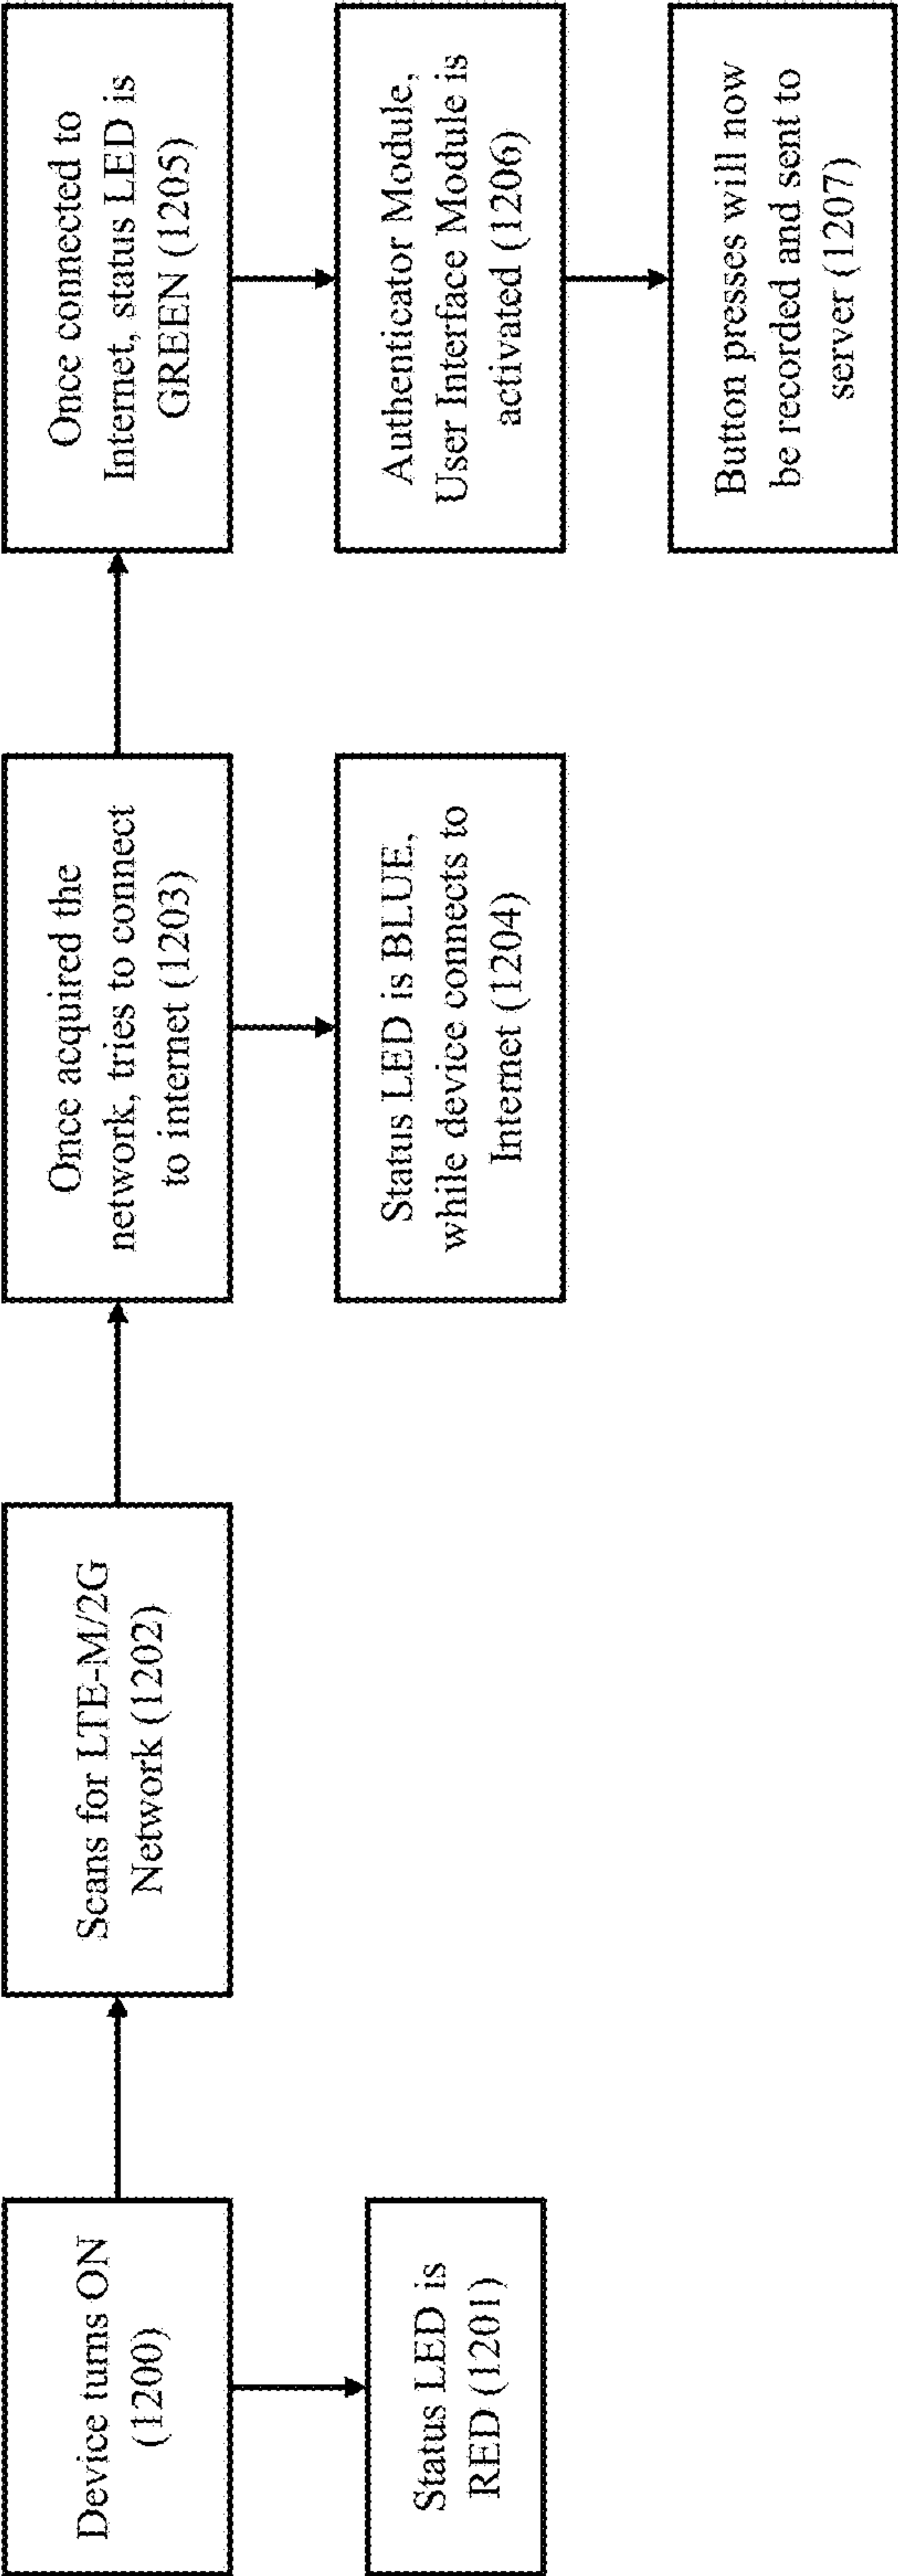 Device turns ON
(1200)
Status LED is
RED (1201)
Scans for LTE-M/2G
Network (1202)
Once acquired the
network, tries to connect
to internet (1203)
Status LED is BLUE,
while device connects to
Internet (1204)
Once connected to
Internet, status LED is
GREEN (1205)
Authenticator Module,
User Interface Module is
activated (1206)
Button presses will now
be recorded and sent to
server (1207)